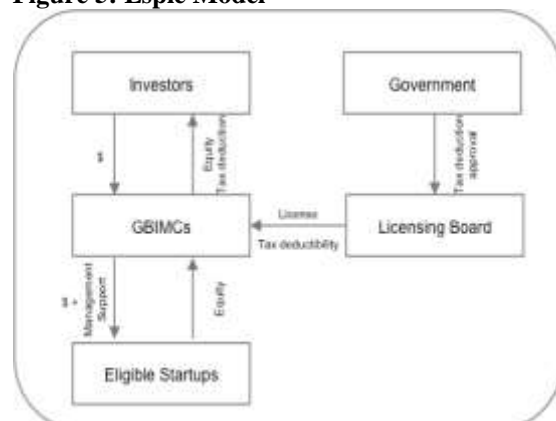 Figure 3: Espie Model
Investors
Government
$
Equity
Tax deduction
Tax deduction
approval
GBIMCs
License
Tax deductibility
Licensing Board
$ +
Management
Support
Equity
Eligible Startups